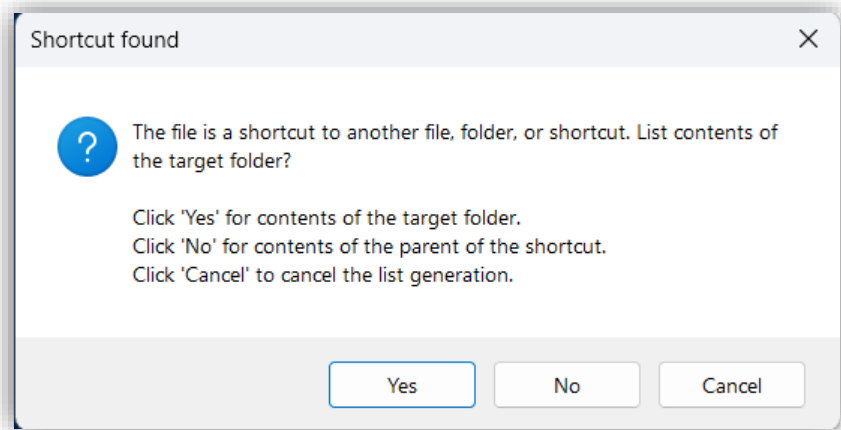 Shortcut found
The file is a shortcut to another file, folder, or shortcut. List contents of
the target folder?
Click 'Yes' for contents of the target folder.
Click 'No' for contents of the parent of the shortcut.
Click 'Cancel' to cancel the list generation.
Yes No Cancel